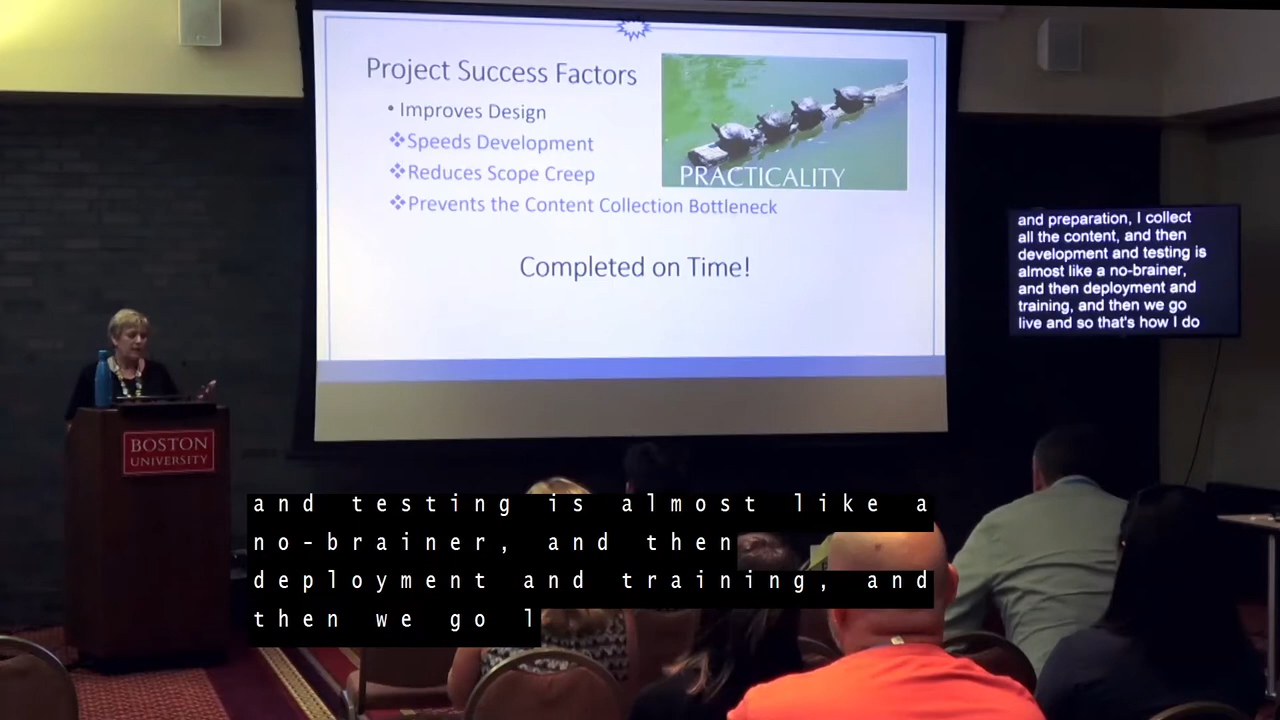 Project Success Factors
• Improves Design
❖Speeds Development
❖Reduces Scope Creep
❖Prevents the Content Collection Bottleneck
PRACTICALITY
Completed on Time!
and preparation, I collect
all the content, and then
development and testing is
almost like a no-brainer,
and then deployment and
training, and then we go
live and so that's how I do
BOSTON
UNIVERSITY
and testing is almost like a
no-brainer, and then
deployment and training, and
then we go l